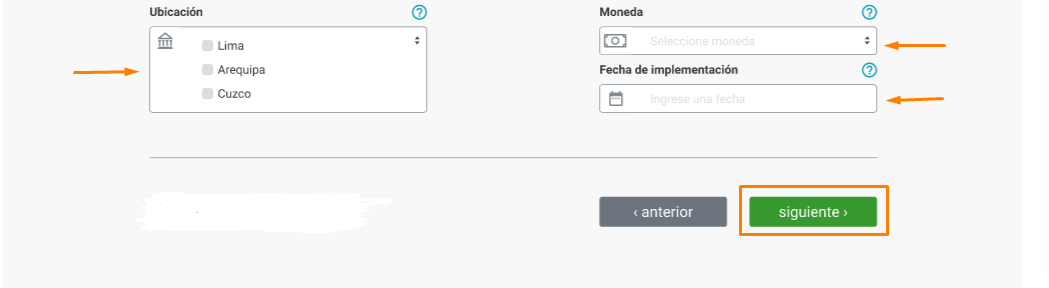 Ubicación
Lima
Arequipa
Cuzco
Moneda
Seleccione moneda
Fecha de implementación
Ingrese una fecha
‹ anterior
siguiente ›